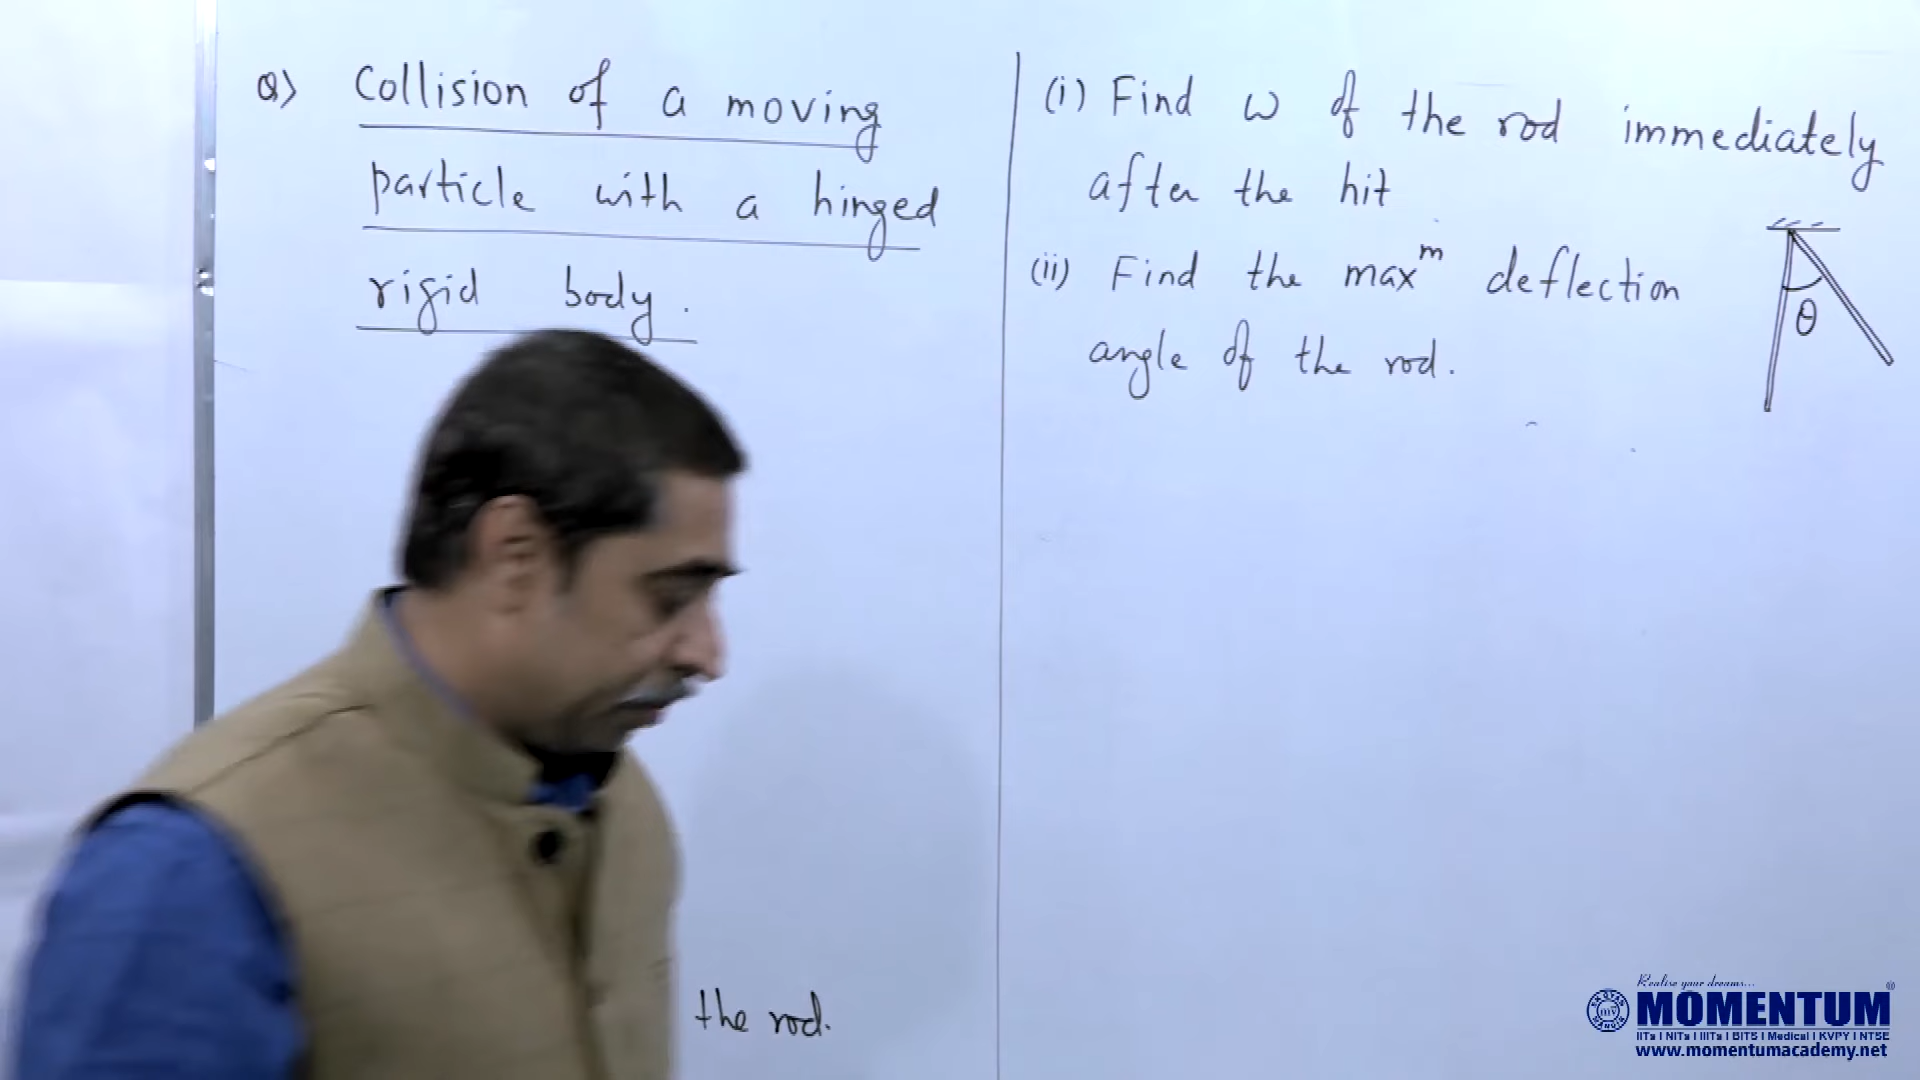 Q> Collision of a moving
particle with a hinged
rigid body.
the rod.
(i) Find ω of the rod immediately
after the hit
(ii) Find the max^m deflection
angle of the rod.
θ
Realise your dreams...
MOMENTUM®
IITs I NITs I IIITs I BITS I Medical I KVPY I NTSE
www.momentumacademy.net